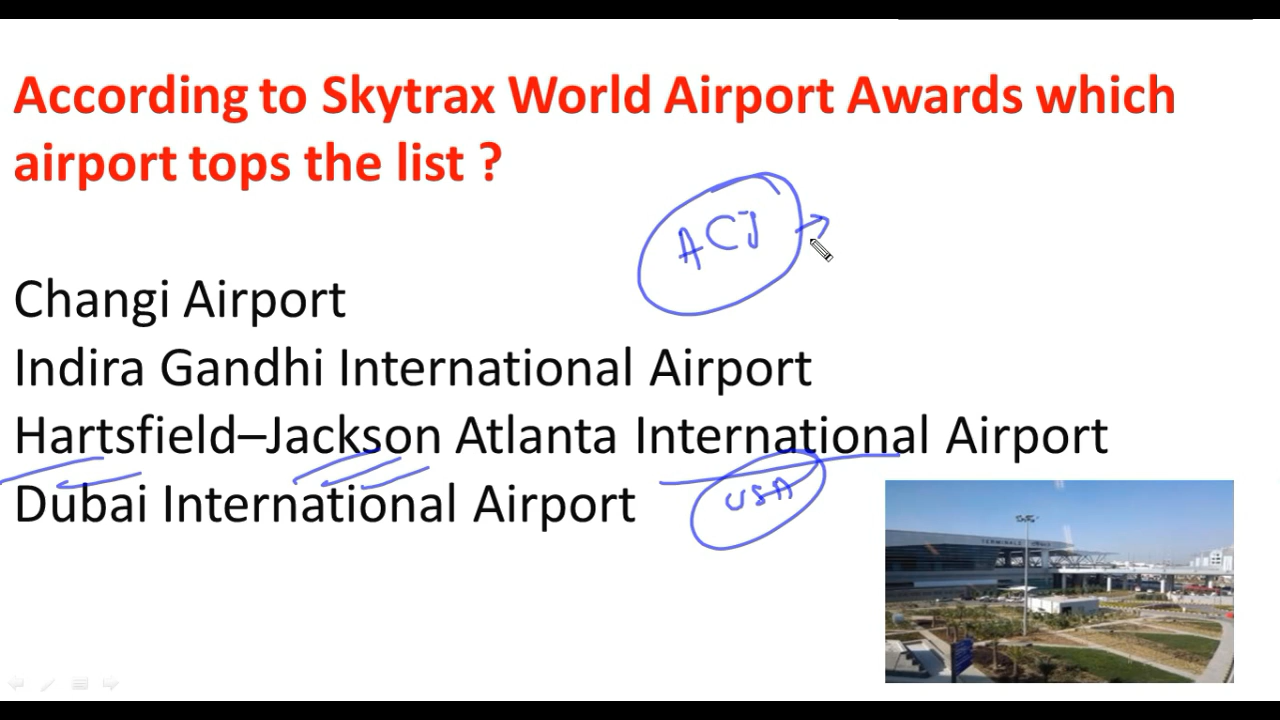 According to Skytrax World Airport Awards which
airport tops the list ?
ACI
Changi Airport
Indira Gandhi International Airport
Hartsfield–Jackson Atlanta International Airport
Dubai International Airport
USA